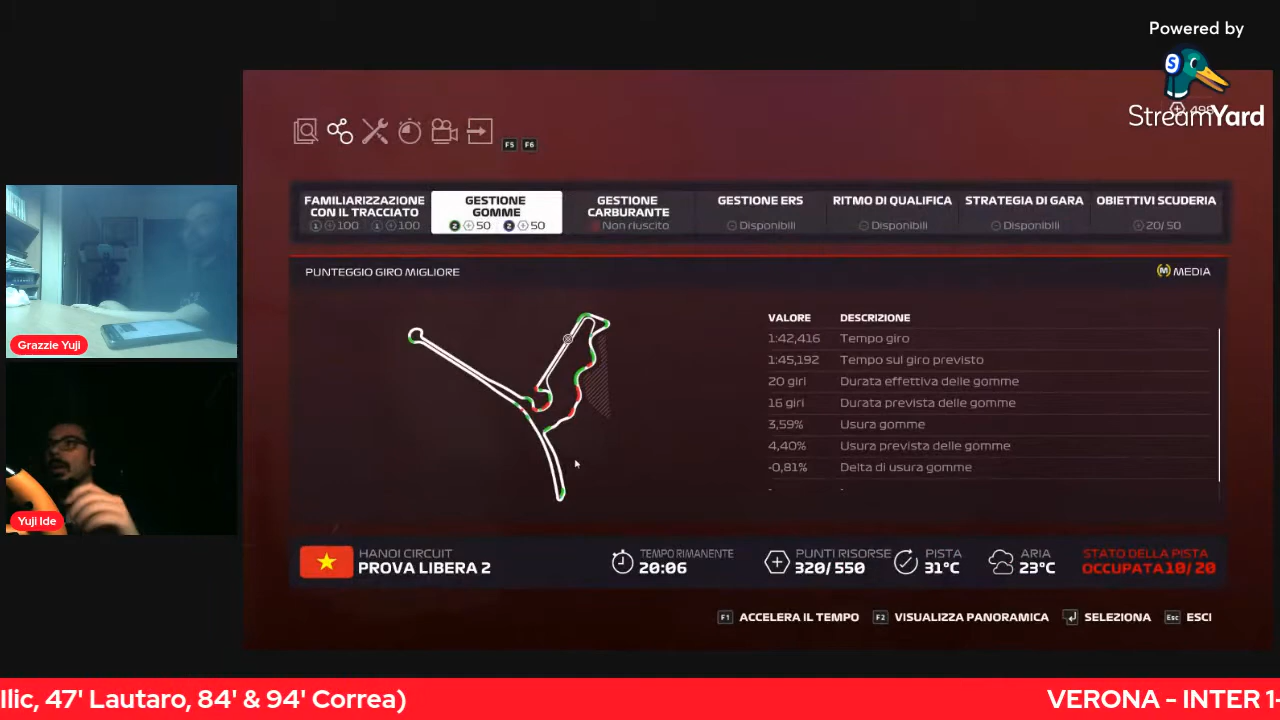 Powered by
StreamYard
F5 F6
FAMILIARIZZAZIONE CON IL TRACCIATO
1 100 1 100
GESTIONE GOMME
2 50 2 50
GESTIONE CARBURANTE
Non riuscito
GESTIONE ERS
Disponibili
RITMO DI QUALIFICA
Disponibili
STRATEGIA DI GARA
Disponibili
OBIETTIVI SCUDERIA
20/50
PUNTEGGIO GIRO MIGLIORE
(M) MEDIA
VALORE DESCRIZIONE
1:42,416 Tempo giro
1:45,192 Tempo sul giro previsto
20 giri Durata effettiva delle gomme
16 giri Durata prevista delle gomme
3,59% Usura gomme
4,40% Usura prevista delle gomme
-0,81% Delta di usura gomme
- -
Grazzie Yuji
Yuji Ide
HANOI CIRCUIT
PROVA LIBERA 2
TEMPO RIMANENTE
20:06
PUNTI RISORSE
320/550
PISTA
31°C
ARIA
23°C
STATO DELLA PISTA
OCCUPATA 10/20
F1 ACCELERA IL TEMPO F2 VISUALIZZA PANORAMICA SELEZIONA Esc ESCI
llic, 47' Lautaro, 84' & 94' Correa) VERONA - INTER 1-